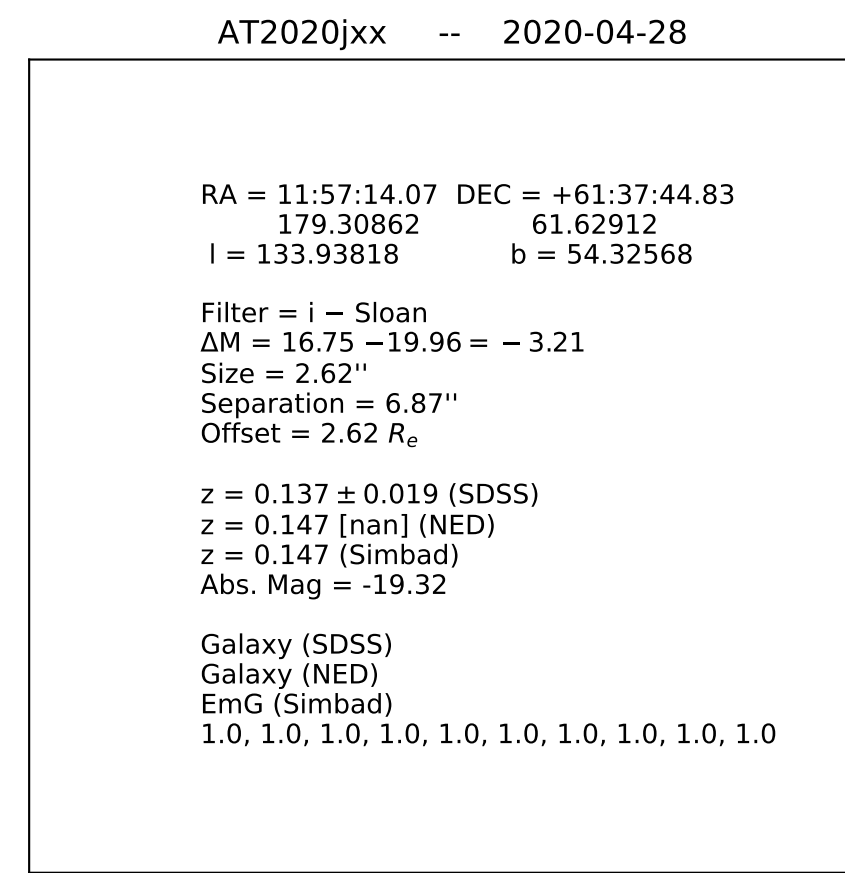 AT2020jxx -- 2020-04-28
RA = 11:57:14.07 DEC = +61:37:44.83
179.30862 61.62912
l = 133.93818 b = 54.32568
Filter = i − Sloan
ΔM = 16.75 −19.96 = − 3.21
Size = 2.62''
Separation = 6.87''
Offset = 2.62 Re
z = 0.137 ± 0.019 (SDSS)
z = 0.147 [nan] (NED)
z = 0.147 (Simbad)
Abs. Mag = -19.32
Galaxy (SDSS)
Galaxy (NED)
EmG (Simbad)
1.0, 1.0, 1.0, 1.0, 1.0, 1.0, 1.0, 1.0, 1.0, 1.0